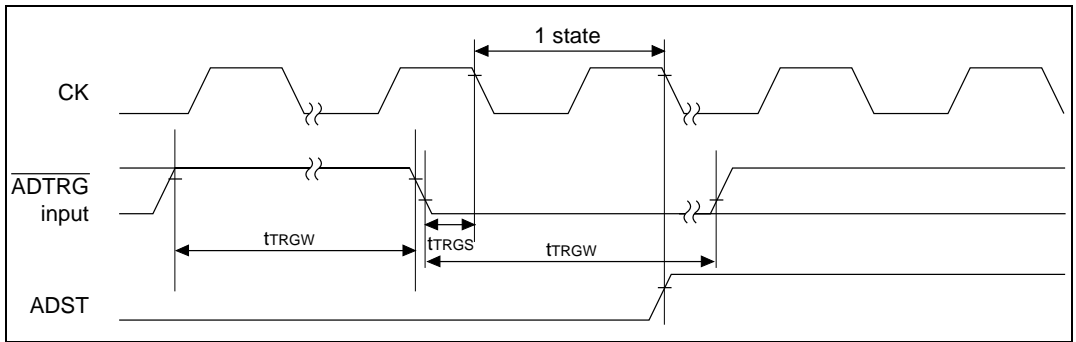 1 state
CK
ADTRG
input
tTRGW
tTRGS
tTRGW
ADST